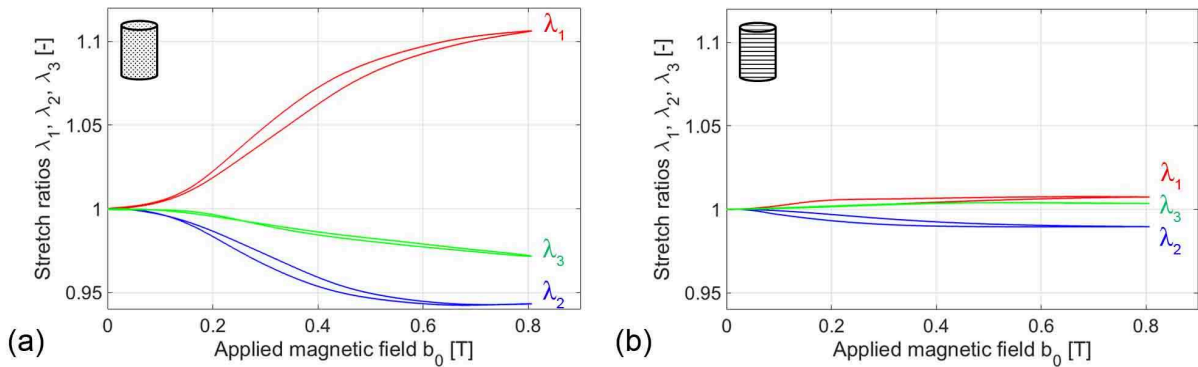 1.1
1.05
1
0.95
Stretch ratios λ₁, λ₂, λ₃ [-]
λ₁
λ₃
λ₂
0 0.2 0.4 0.6 0.8
Applied magnetic field b₀ [T]
(a)
1.1
1.05
1
0.95
Stretch ratios λ₁, λ₂, λ₃ [-]
λ₁
λ₃
λ₂
0 0.2 0.4 0.6 0.8
Applied magnetic field b₀ [T]
(b)